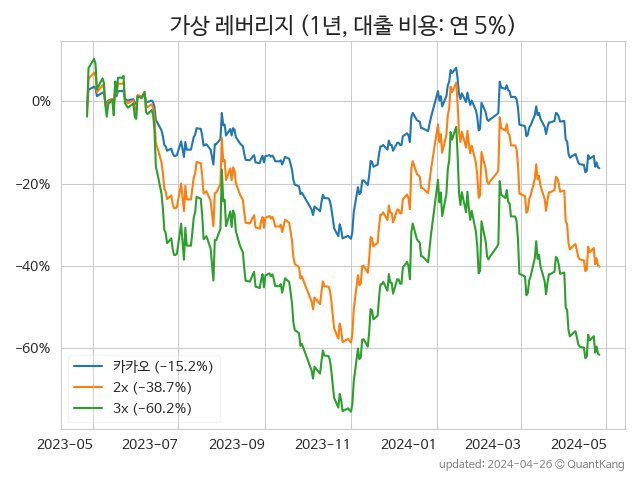 가상 레버리지 (1년, 대출 비용: 연 5%)
0%
−20%
−40%
−60%
카카오 (−15.2%)
2x (−38.7%)
3x (−60.2%)
2023-05 2023-07 2023-09 2023-11 2024-01 2024-03 2024-05
updated: 2024-04-26 © QuantKang